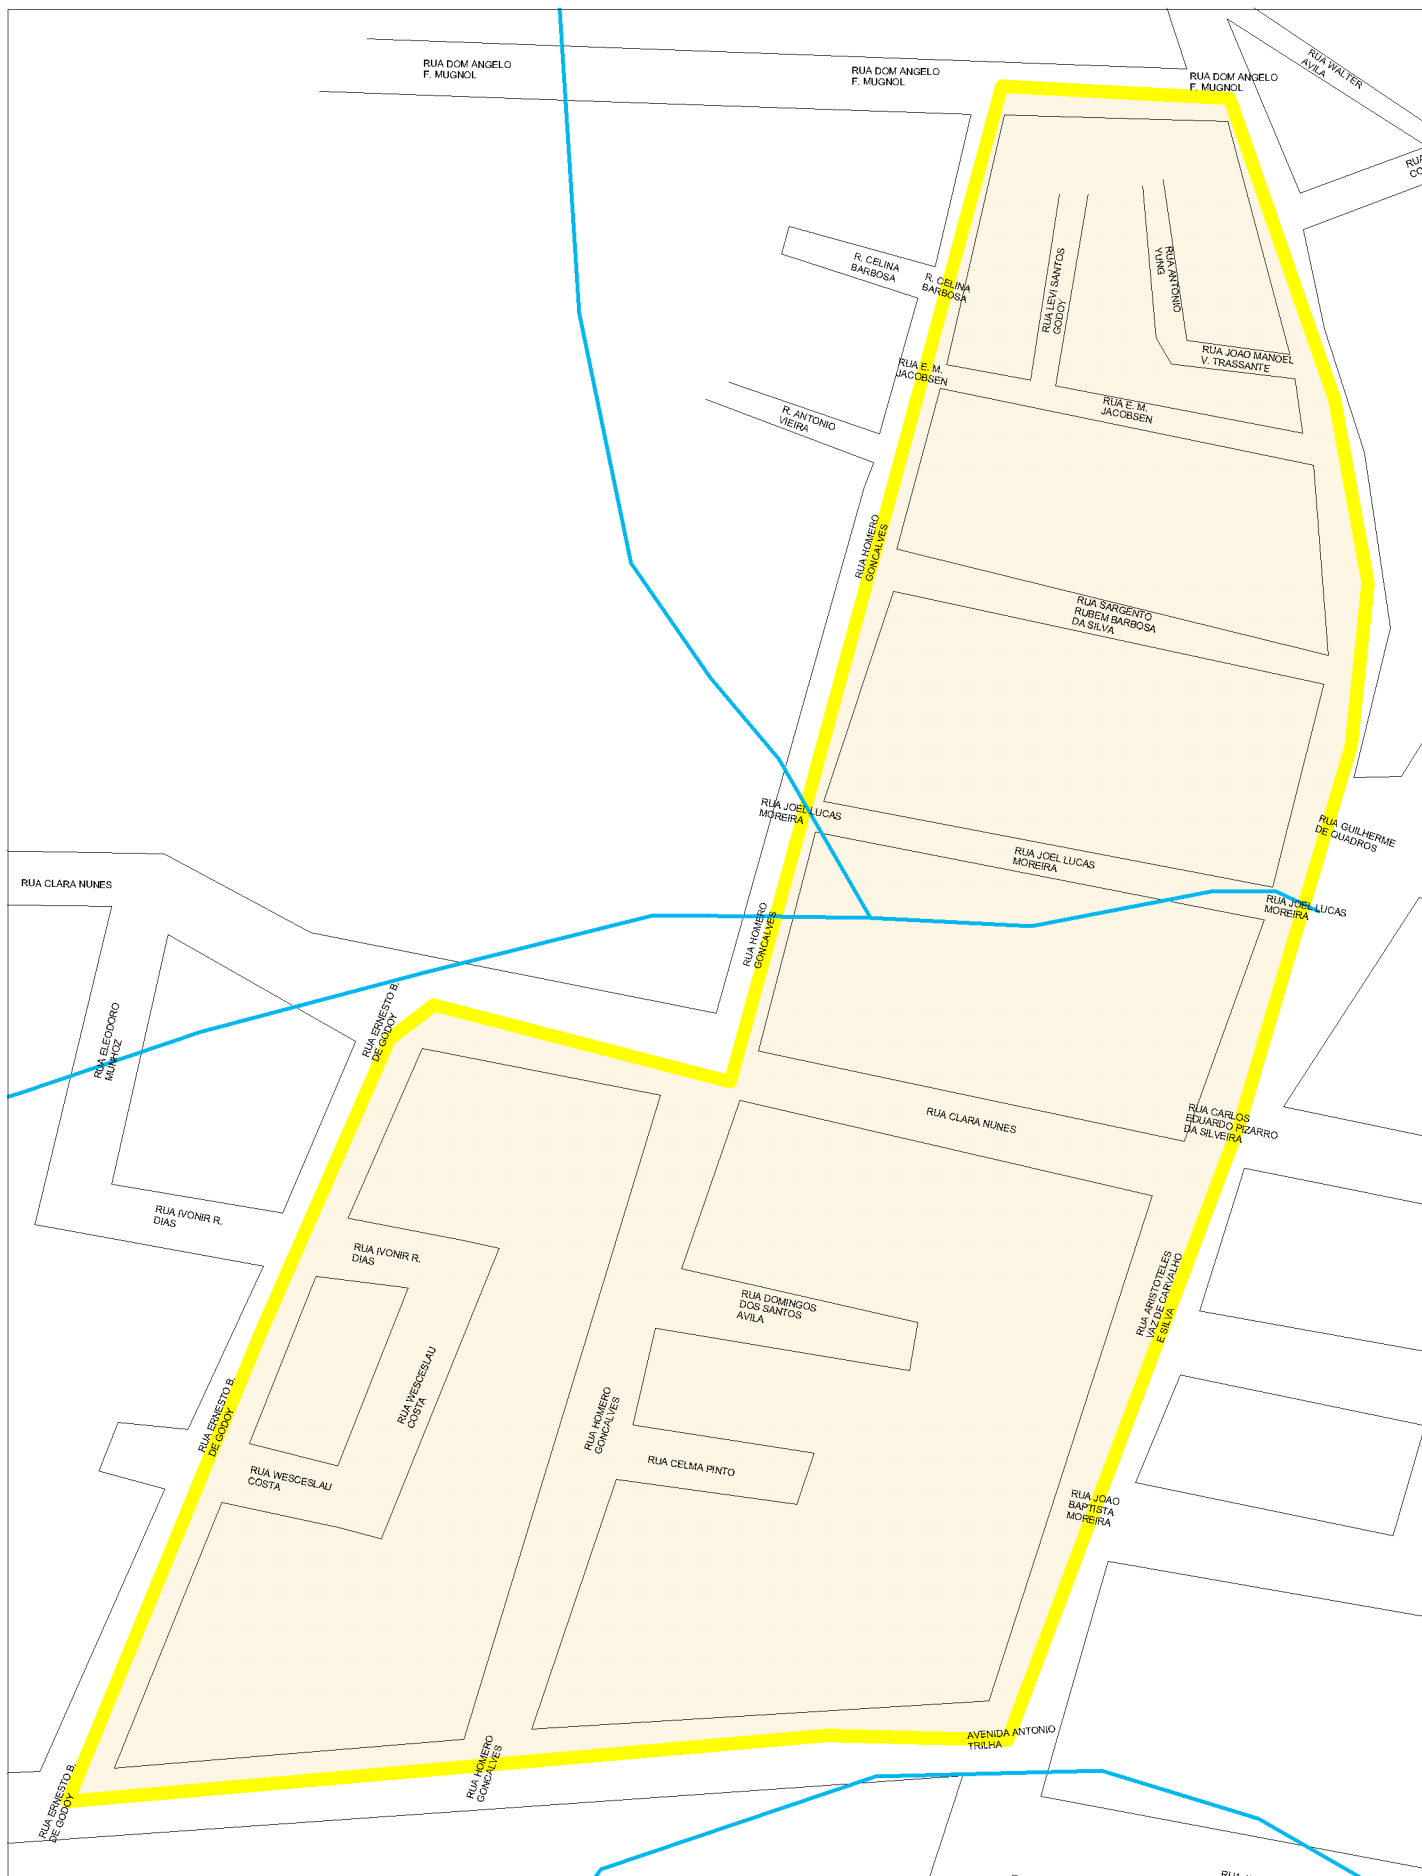 RUA DOM ANGELO
F. MUGNOL
RUA DOM ANGELO
F. MUGNOL
RUA DOM ANGELO
F. MUGNOL
RUA WALTER
AVILA
RUA
CO
R. CELINA
BARBOSA
R. CELINA
BARBOSA
RUA LEVI SANTOS
GODOY
RUA ANTONIO
YUNG
RUA JOAO MANOEL
V. TRASSANTE
RUA E. M.
JACOBSEN
RUA E. M.
JACOBSEN
R. ANTONIO
VIEIRA
RUA HOMERO
GONCALVES
RUA SARGENTO
RUBEM BARBOSA
DA SILVA
RUA JOEL LUCAS
MOREIRA
RUA JOEL LUCAS
MOREIRA
RUA GUILHERME
DE QUADROS
RUA JOEL LUCAS
MOREIRA
RUA CLARA NUNES
RUA HOMERO
GONCALVES
RUA ERNESTO B.
DE GODOY
RUA ELEODORO
MUNHOZ
RUA CLARA NUNES
RUA CARLOS
EDUARDO PIZARRO
DA SILVEIRA
RUA IVONIR R.
DIAS
RUA IVONIR R.
DIAS
RUA DOMINGOS
DOS SANTOS
AVILA
RUA ARISTOTELES
VAZ DE CARVALHO
E SILVA
RUA WESCESLAU
COSTA
RUA ERNESTO B.
DE GODOY
RUA HOMERO
GONCALVES
RUA WESCESLAU
COSTA
RUA CELMA PINTO
RUA JOAO
BAPTISTA
MOREIRA
AVENIDA ANTONIO
TRILHA
RUA HOMERO
GONCALVES
RUA ERNESTO B.
DE GODOY